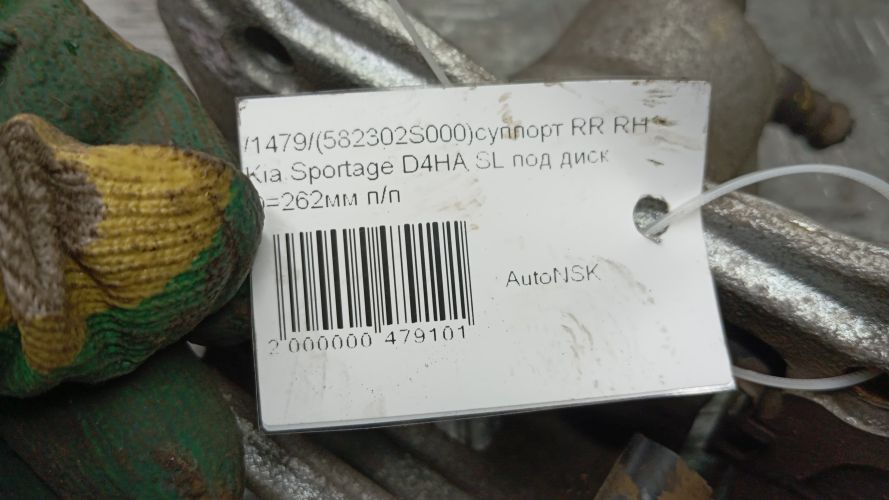 /1479/(582302S000)суппорт RR RH
Kia Sportage D4HA SL под диск
D=262мм п/п
AutoNSK
2 000000 479101